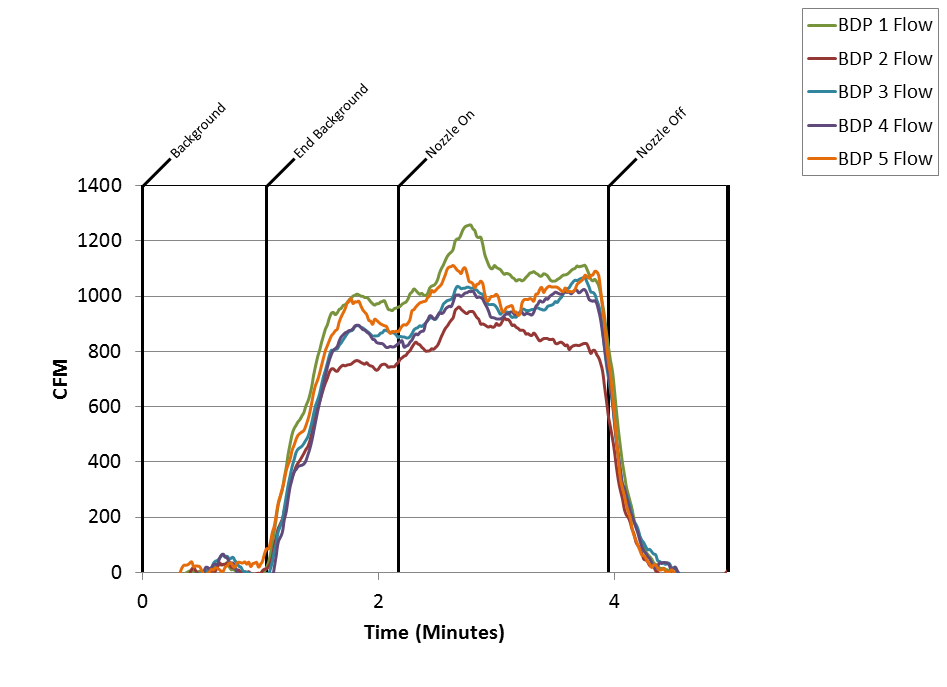 BDP 1 Flow
BDP 2 Flow
BDP 3 Flow
BDP 4 Flow
BDP 5 Flow
Background
End Background
Nozzle On
Nozzle Off
1400
1200
1000
800
600
400
200
0
CFM
0 2 4
Time (Minutes)